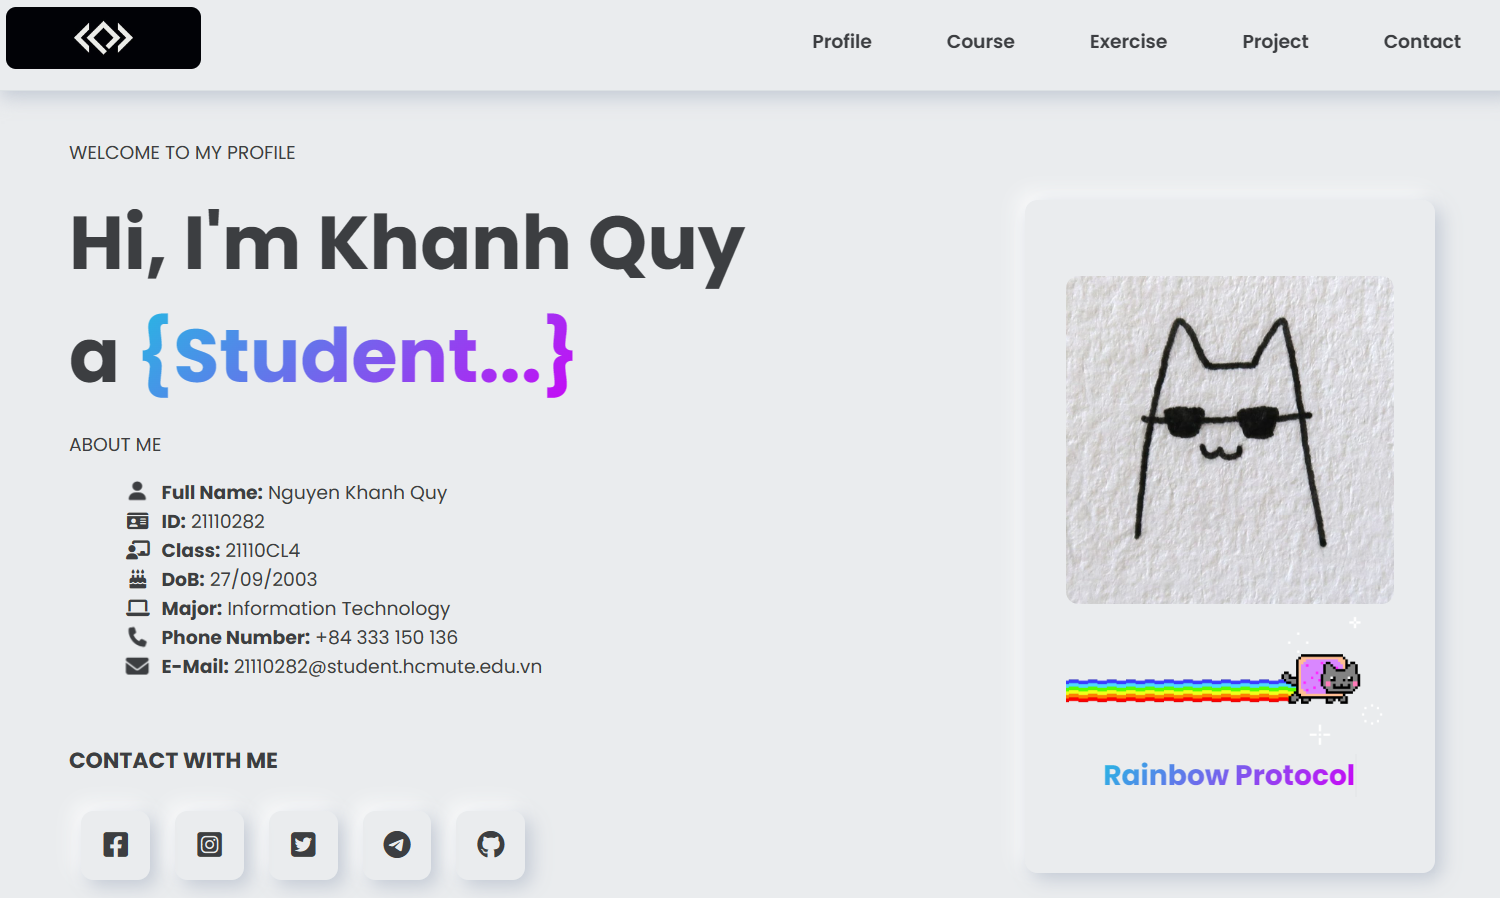 Profile
Course
Exercise
Project
Contact
WELCOME TO MY PROFILE
Hi, I'm Khanh Quy
a {Student...}
ABOUT ME
Full Name: Nguyen Khanh Quy
ID: 21110282
Class: 21110CL4
DoB: 27/09/2003
Major: Information Technology
Phone Number: +84 333 150 136
E-Mail: 21110282@student.hcmute.edu.vn
CONTACT WITH ME
Rainbow Protocol